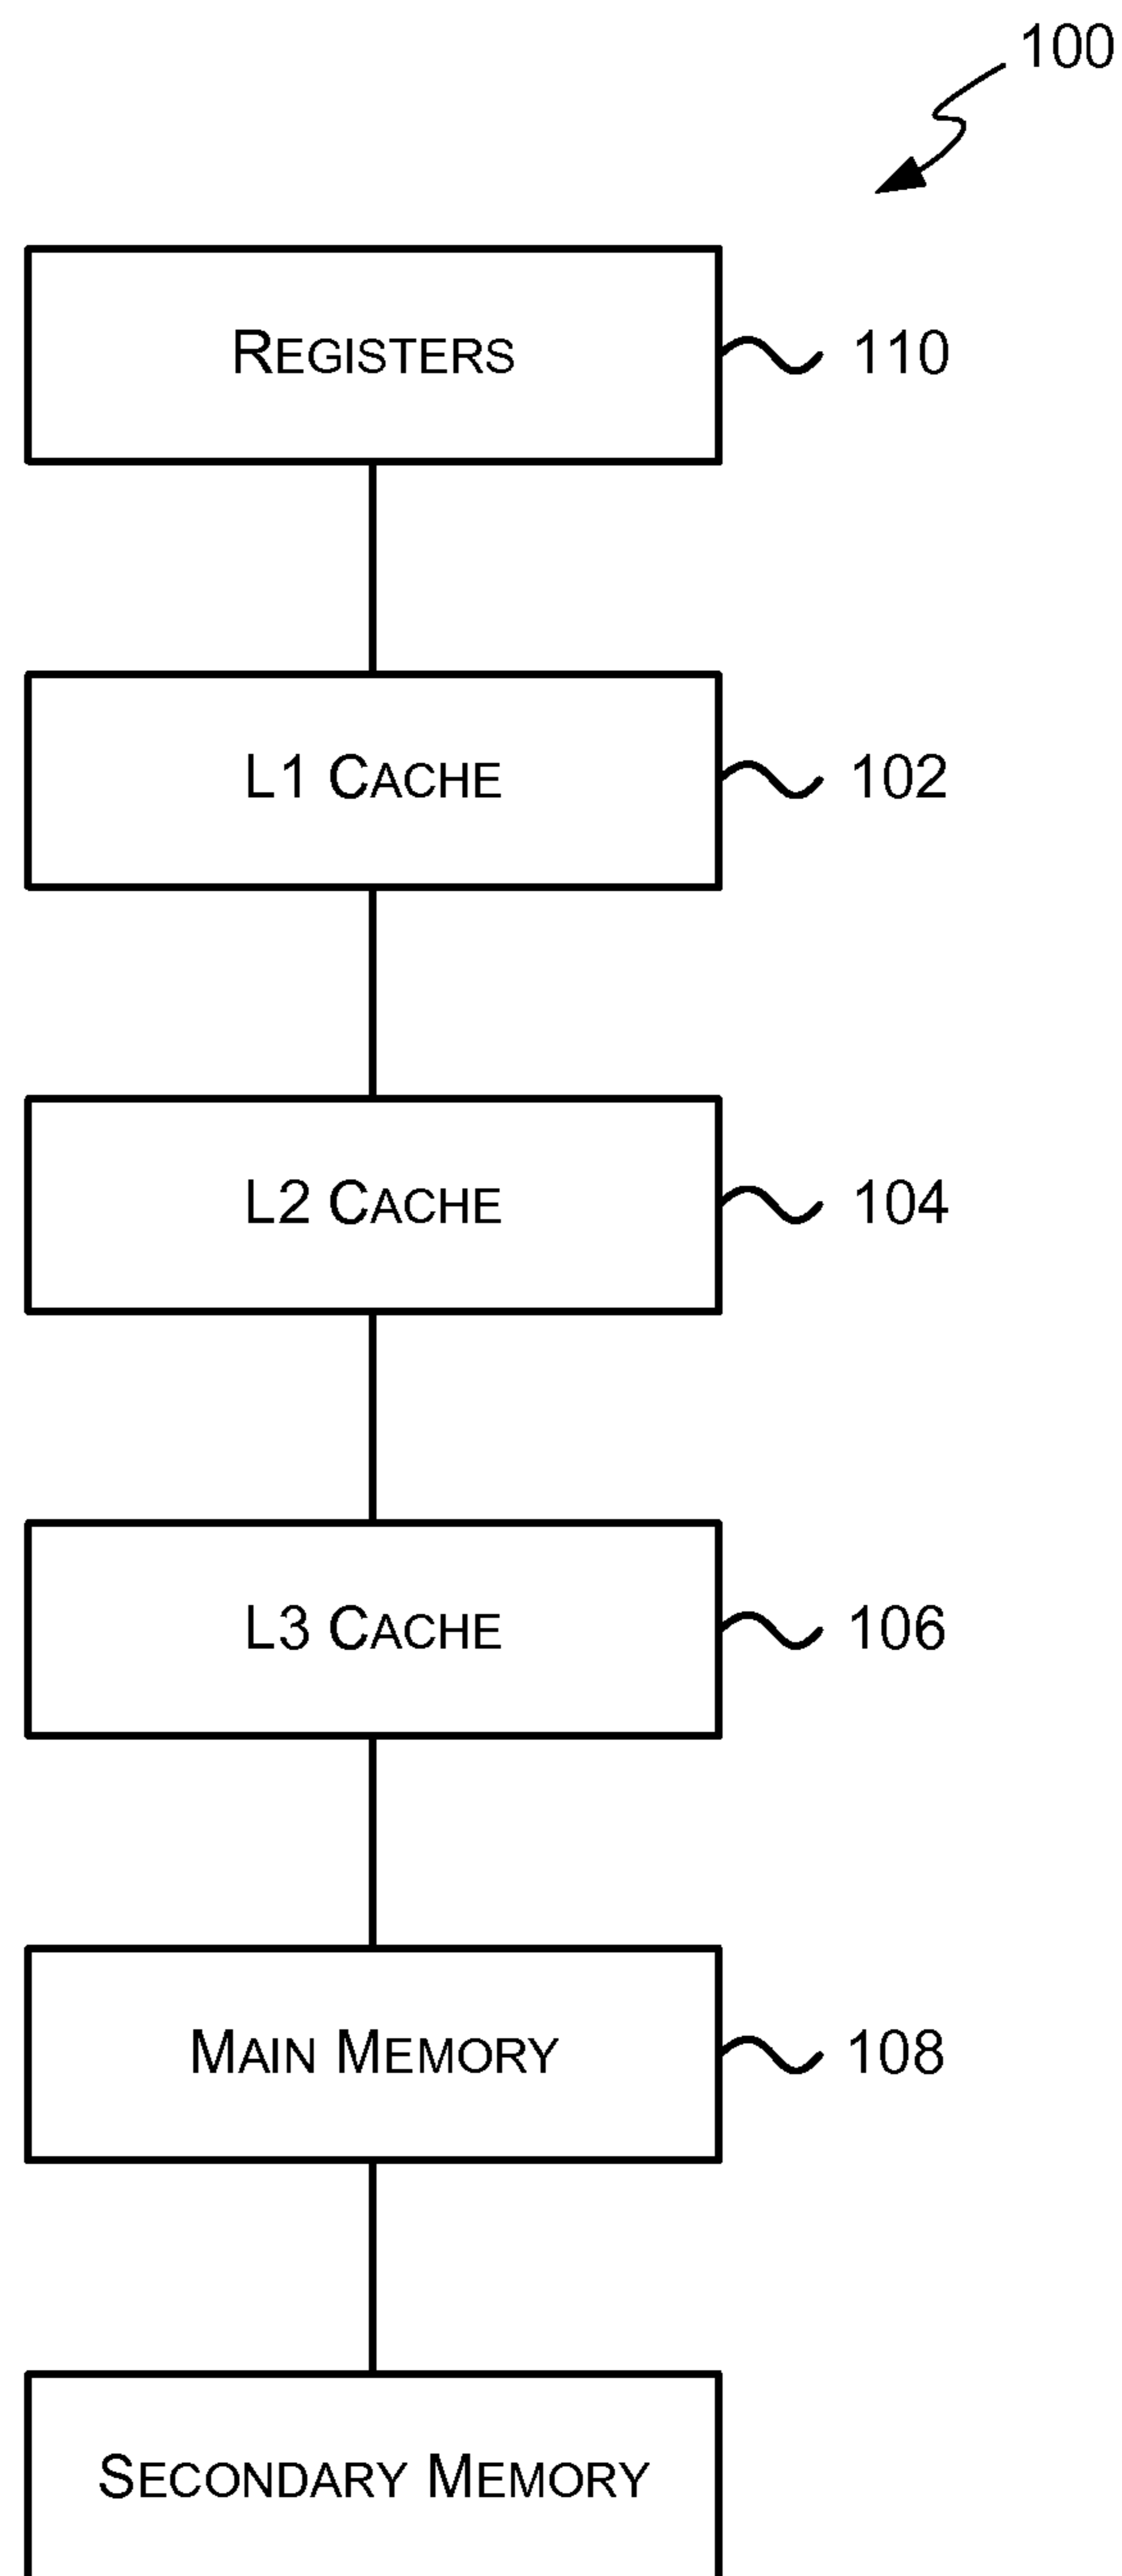 100
REGISTERS 110
L1 CACHE 102
L2 CACHE 104
L3 CACHE 106
MAIN MEMORY 108
SECONDARY MEMORY